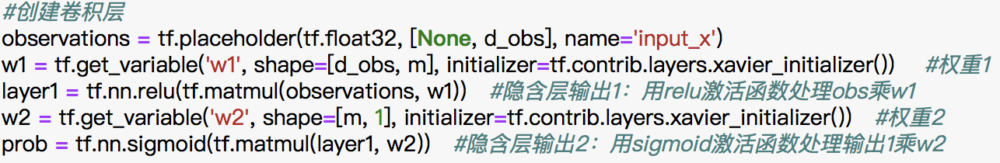 #创建卷积层
observations = tf.placeholder(tf.float32, [None, d_obs], name='input_x')
w1 = tf.get_variable('w1', shape=[d_obs, m], initializer=tf.contrib.layers.xavier_initializer()) #权重1
layer1 = tf.nn.relu(tf.matmul(observations, w1)) #隐含层输出1：用relu激活函数处理obs乘w1
w2 = tf.get_variable('w2', shape=[m, 1], initializer=tf.contrib.layers.xavier_initializer()) #权重2
prob = tf.nn.sigmoid(tf.matmul(layer1, w2)) #隐含层输出2：用sigmoid激活函数处理输出1乘w2